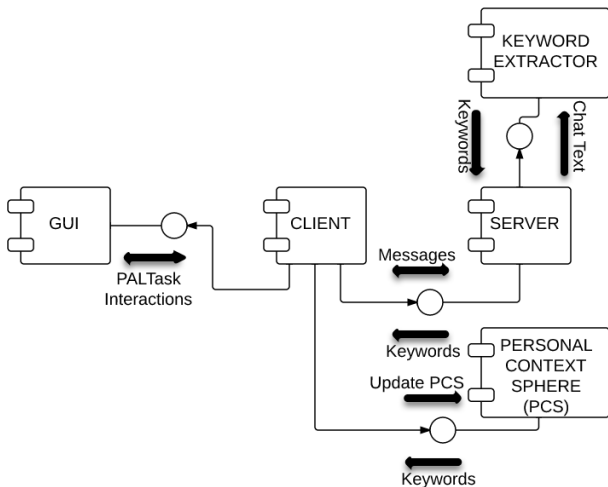 KEYWORD
EXTRACTOR
Keywords
Chat Text
GUI
CLIENT
SERVER
PALTask
Interactions
Messages
Keywords
Update PCS
PERSONAL
CONTEXT
SPHERE
(PCS)
Keywords